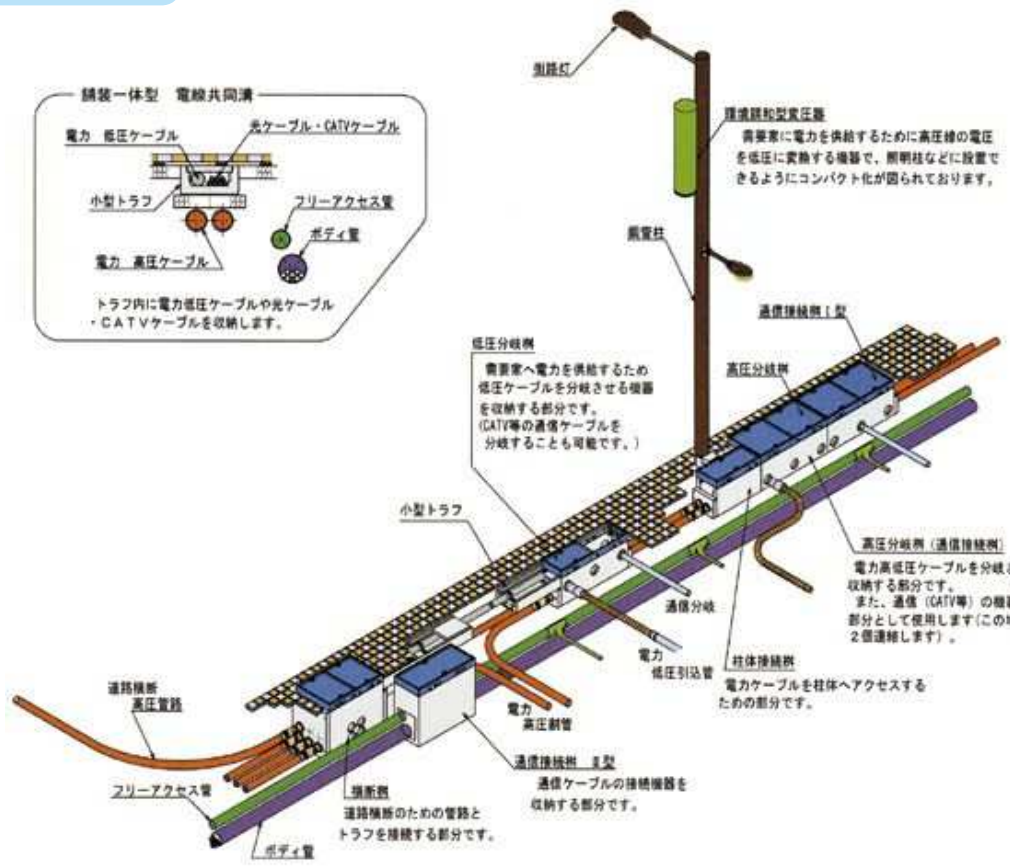 舗装一体型 電線共同溝
電力 低圧ケーブル
光ケーブル・CATVケーブル
小型トラフ
フリーアクセス管
ボディ管
電力 高圧ケーブル
トラフ内に電力低圧ケーブルや光ケーブル
・CATVケーブルを収納します。
街路灯
環境調和型変圧器
需要家に電力を供給するために高圧線の電圧
を低圧に変換する機器で、照明柱などに設置で
きるようにコンパクト化が図られております。
鋼管柱
通信接続桝Ⅰ型
高圧分岐桝
低圧分岐桝
需要家へ電力を供給するため
低圧ケーブルを分岐させる機器
を収納する部分です。
(CATV等の通信ケーブルを
分岐することも可能です。)
小型トラフ
高圧分岐桝(通信接続桝)
電力高低圧ケーブルを分岐さ
収納する部分です。
また、通信(CATV等)の機器
部分として使用します(この
2個連結します)。
通信分岐
電力
低圧引込管
柱体接続桝
電力ケーブルを柱体へアクセスする
ための部分です。
道路横断
高圧管路
電力
高圧割管
通信接続桝 Ⅱ型
通信ケーブルの接続機器を
収納する部分です。
フリーアクセス管
横断桝
道路横断のための管路と
トラフを接続する部分です。
ボディ管